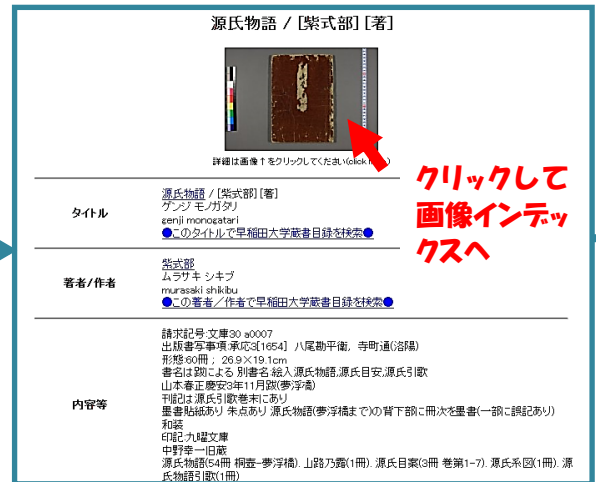 源氏物語 / [紫式部] [著]
詳細は画像↑をクリックしてください(click
クリックして
画像インデッ
クスへ
タイトル
源氏物語 / [紫式部] [著]
ゲンジ モノガタリ
genji monogatari
●このタイトルで早稲田大学蔵書目録を検索●
著者/作者
紫式部
ムラサキ シキブ
murasaki shikibu
●この著者/作者で早稲田大学蔵書目録を検索●
内容等
請求記号:文庫30 a0007
出版書写事項:承応3[1654] 八尾勘平衛, 寺町通(洛陽)
形態:60冊 ; 26.9×19.1cm
書名は跋による 別書名:絵入源氏物語,源氏目安,源氏引歌
山本春正慶安3年11月跋(夢浮橋)
刊記は源氏引歌巻末にあり
墨書貼紙あり 朱点あり 源氏物語(夢浮橋まで)の背下部に冊次を墨書(一部に誤記あり)
和装
印記:九曜文庫
中野幸一旧蔵
源氏物語(54冊 桐壺-夢浮橋). 山路乃露(1冊). 源氏目案(3冊 巻第1-7). 源氏系図(1冊). 源
氏物語引歌(1冊)